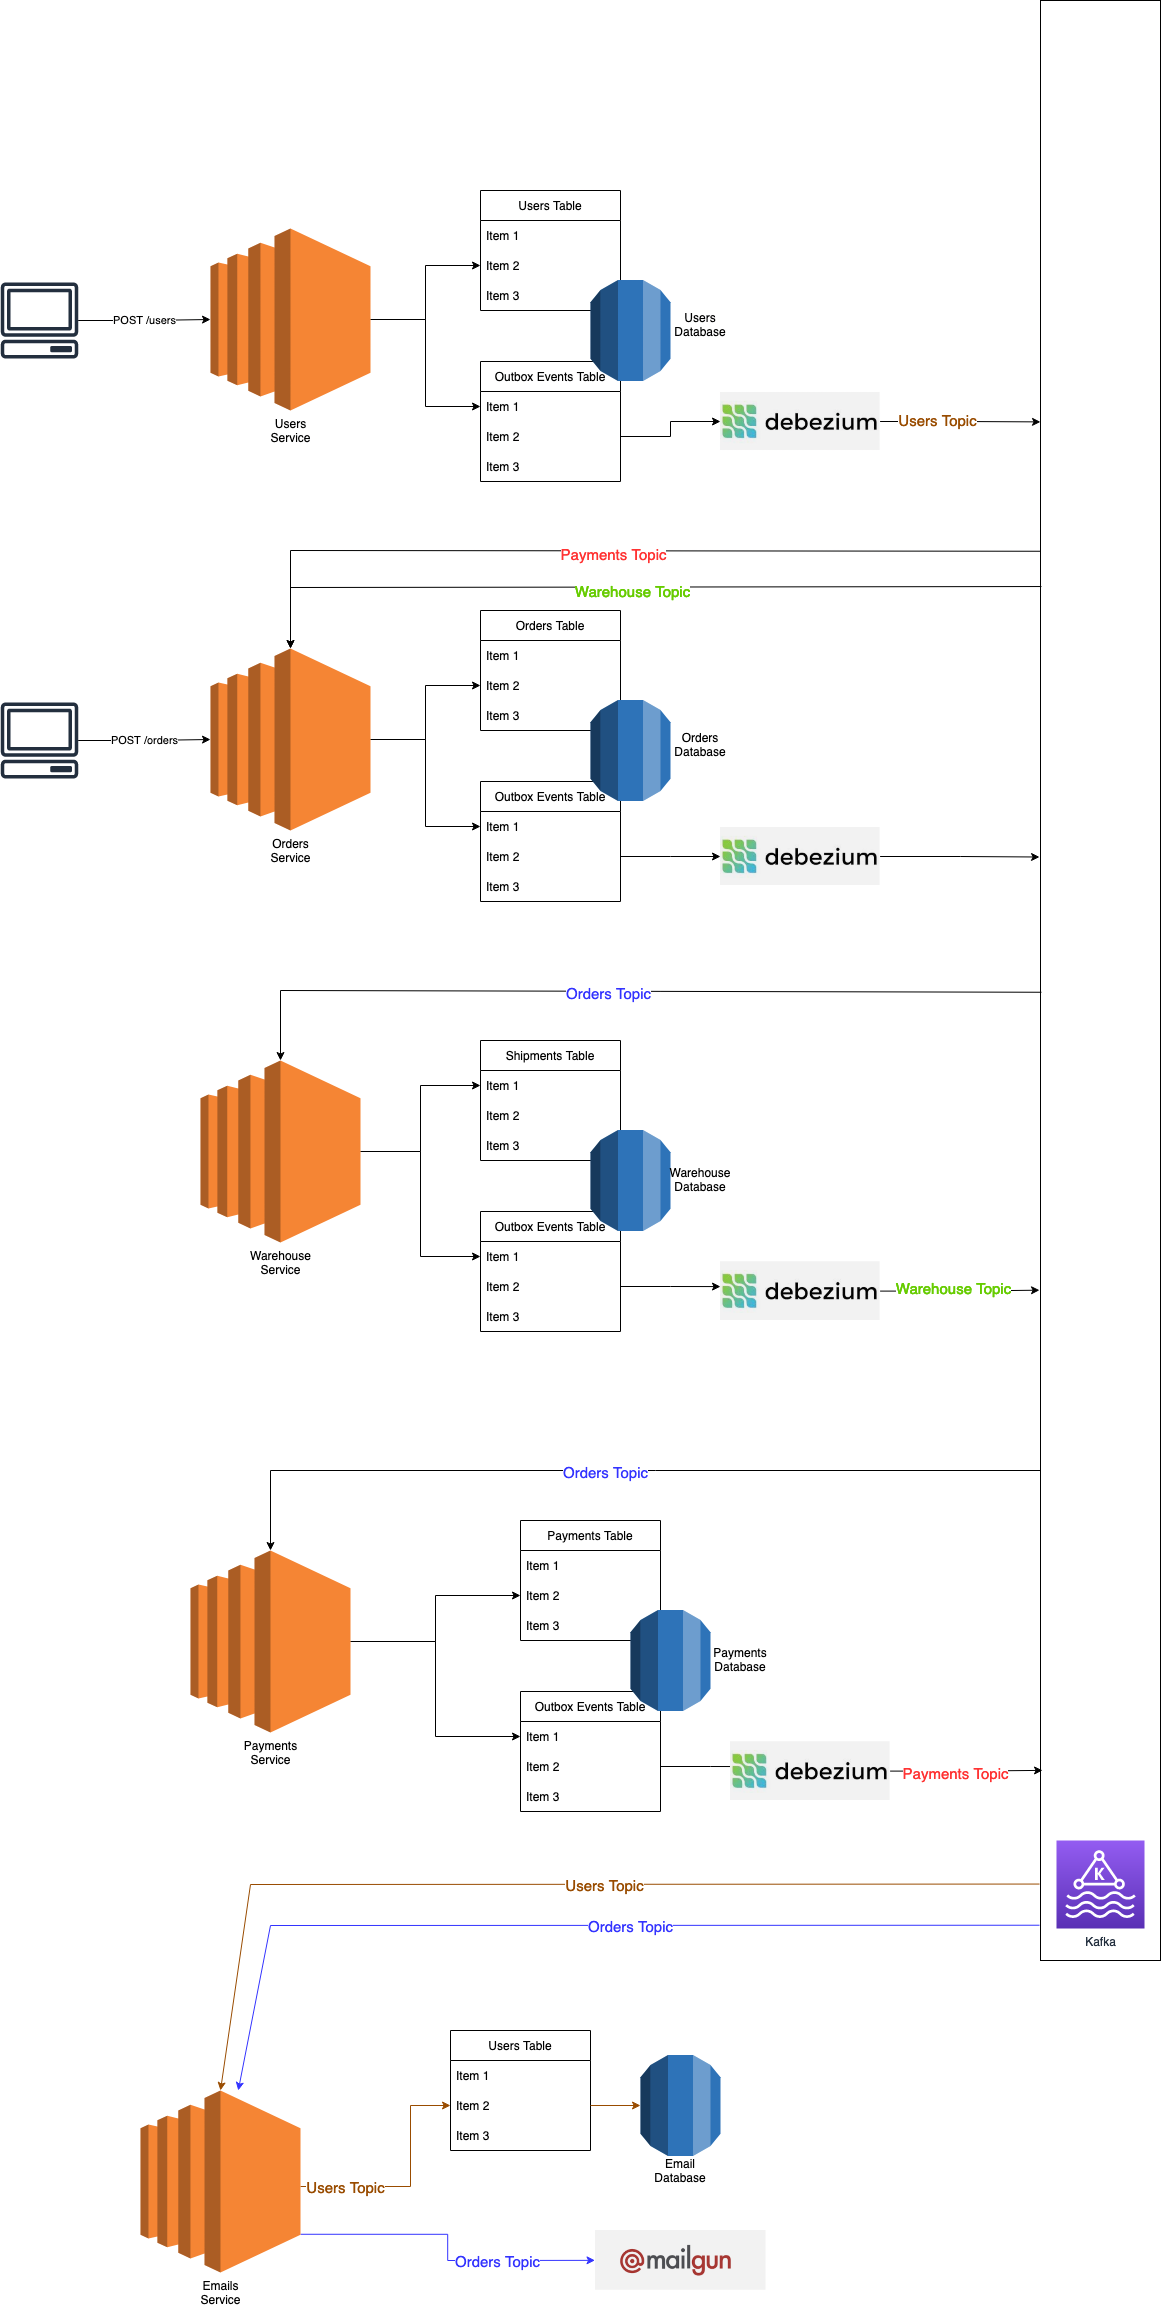 Users Table
Item 1
Item 2
Item 3
Users
Database
POST /users
Users
Service
Outbox Events Table
Item 1
Item 2
Item 3
debezium
Users Topic
Payments Topic
Warehouse Topic
Orders Table
Item 1
Item 2
Item 3
Orders
Database
POST /orders
Orders
Service
Outbox Events Table
Item 1
Item 2
Item 3
debezium
Orders Topic
Shipments Table
Item 1
Item 2
Item 3
Warehouse
Database
Warehouse
Service
Outbox Events Table
Item 1
Item 2
Item 3
debezium
Warehouse Topic
Orders Topic
Payments Table
Item 1
Item 2
Item 3
Payments
Database
Payments
Service
Outbox Events Table
Item 1
Item 2
Item 3
debezium
Payments Topic
K
Kafka
Users Topic
Orders Topic
Users Table
Item 1
Item 2
Item 3
Email
Database
Users Topic
Orders Topic
@mailgun
Emails
Service